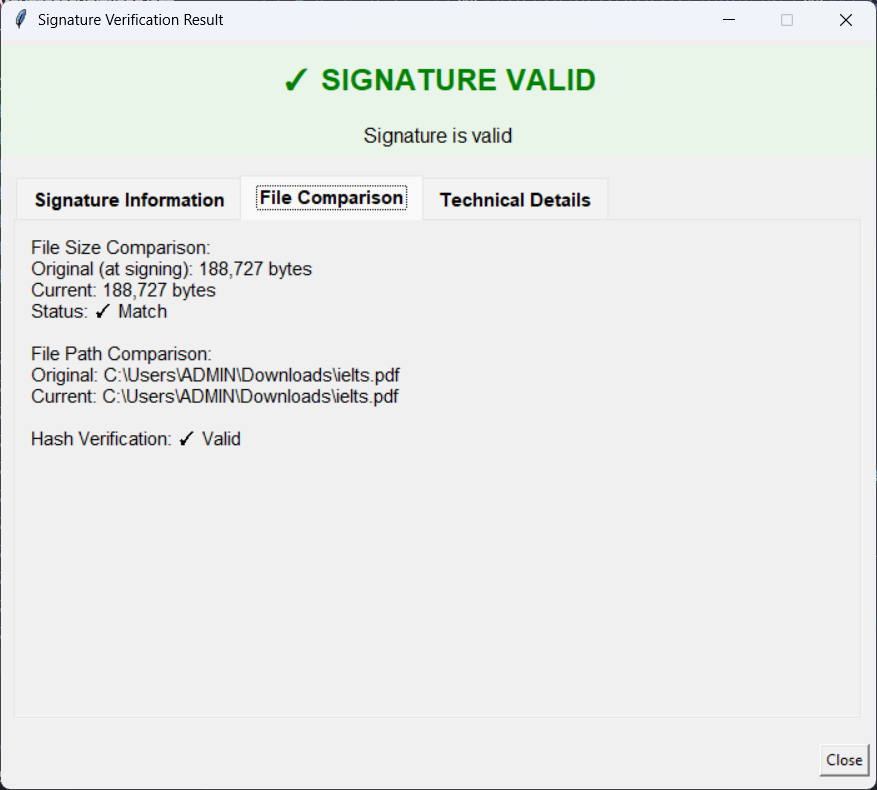 Signature Verification Result
✓ SIGNATURE VALID
Signature is valid
Signature Information File Comparison Technical Details
File Size Comparison:
Original (at signing): 188,727 bytes
Current: 188,727 bytes
Status: ✓ Match
File Path Comparison:
Original: C:\Users\ADMIN\Downloads\ielts.pdf
Current: C:\Users\ADMIN\Downloads\ielts.pdf
Hash Verification: ✓ Valid
Close